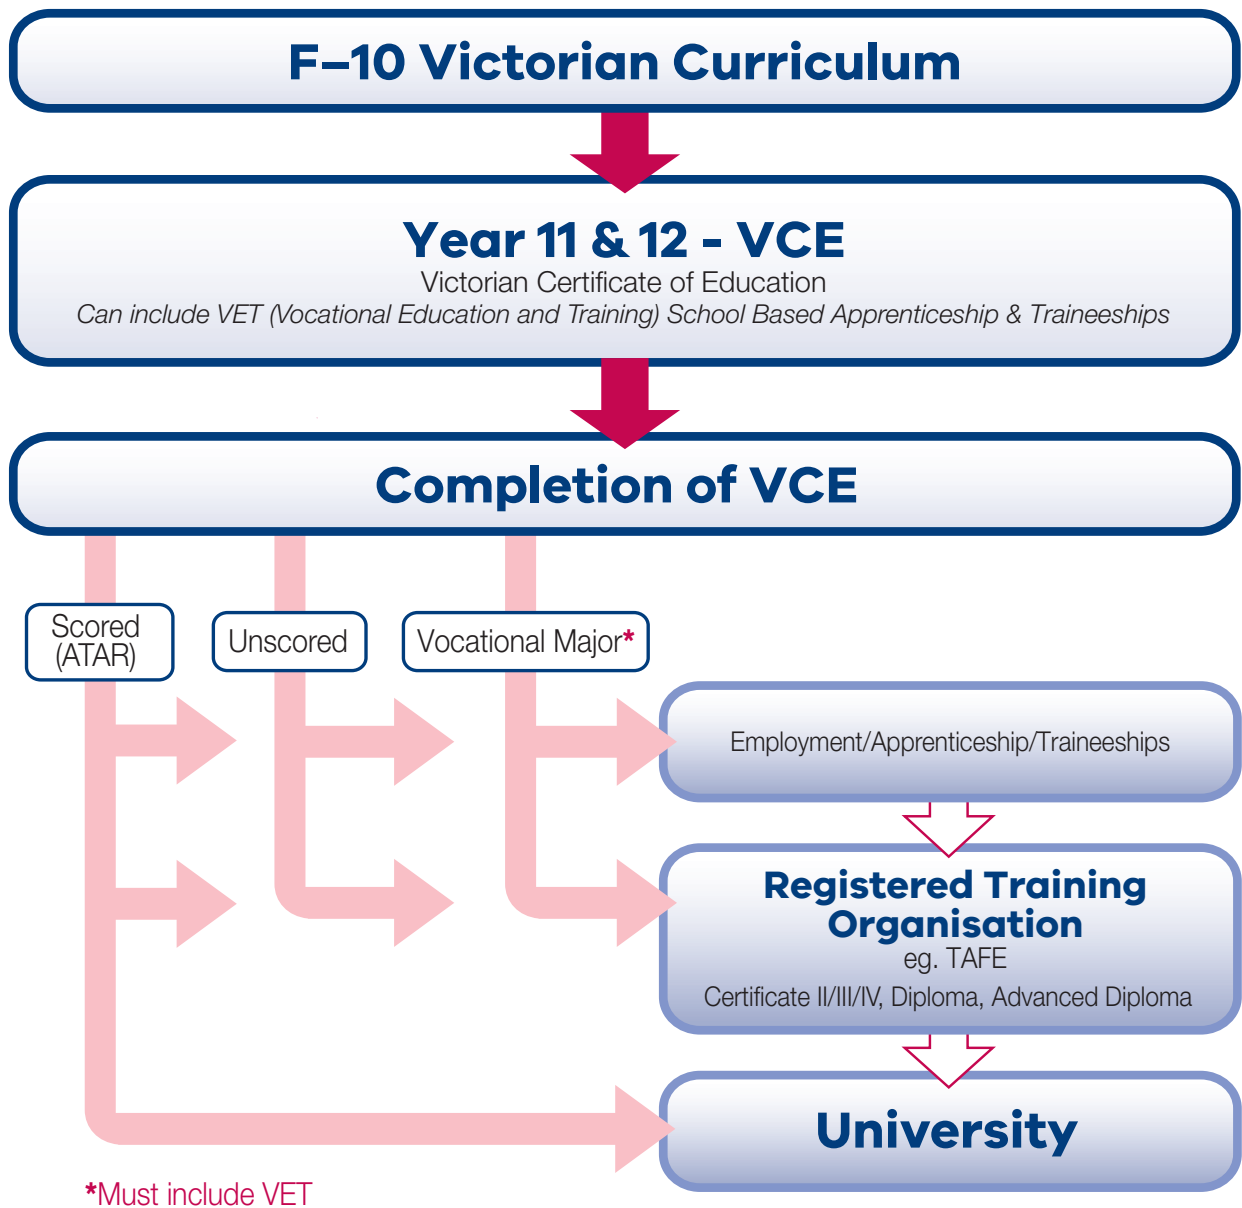 F–10 Victorian Curriculum
Year 11 & 12 - VCE
Victorian Certificate of Education
Can include VET (Vocational Education and Training) School Based Apprenticeship & Traineeships
Completion of VCE
Scored
(ATAR)
Unscored
Vocational Major*
Employment/Apprenticeship/Traineeships
Registered Training
Organisation
eg. TAFE
Certificate II/III/IV, Diploma, Advanced Diploma
University
*Must include VET